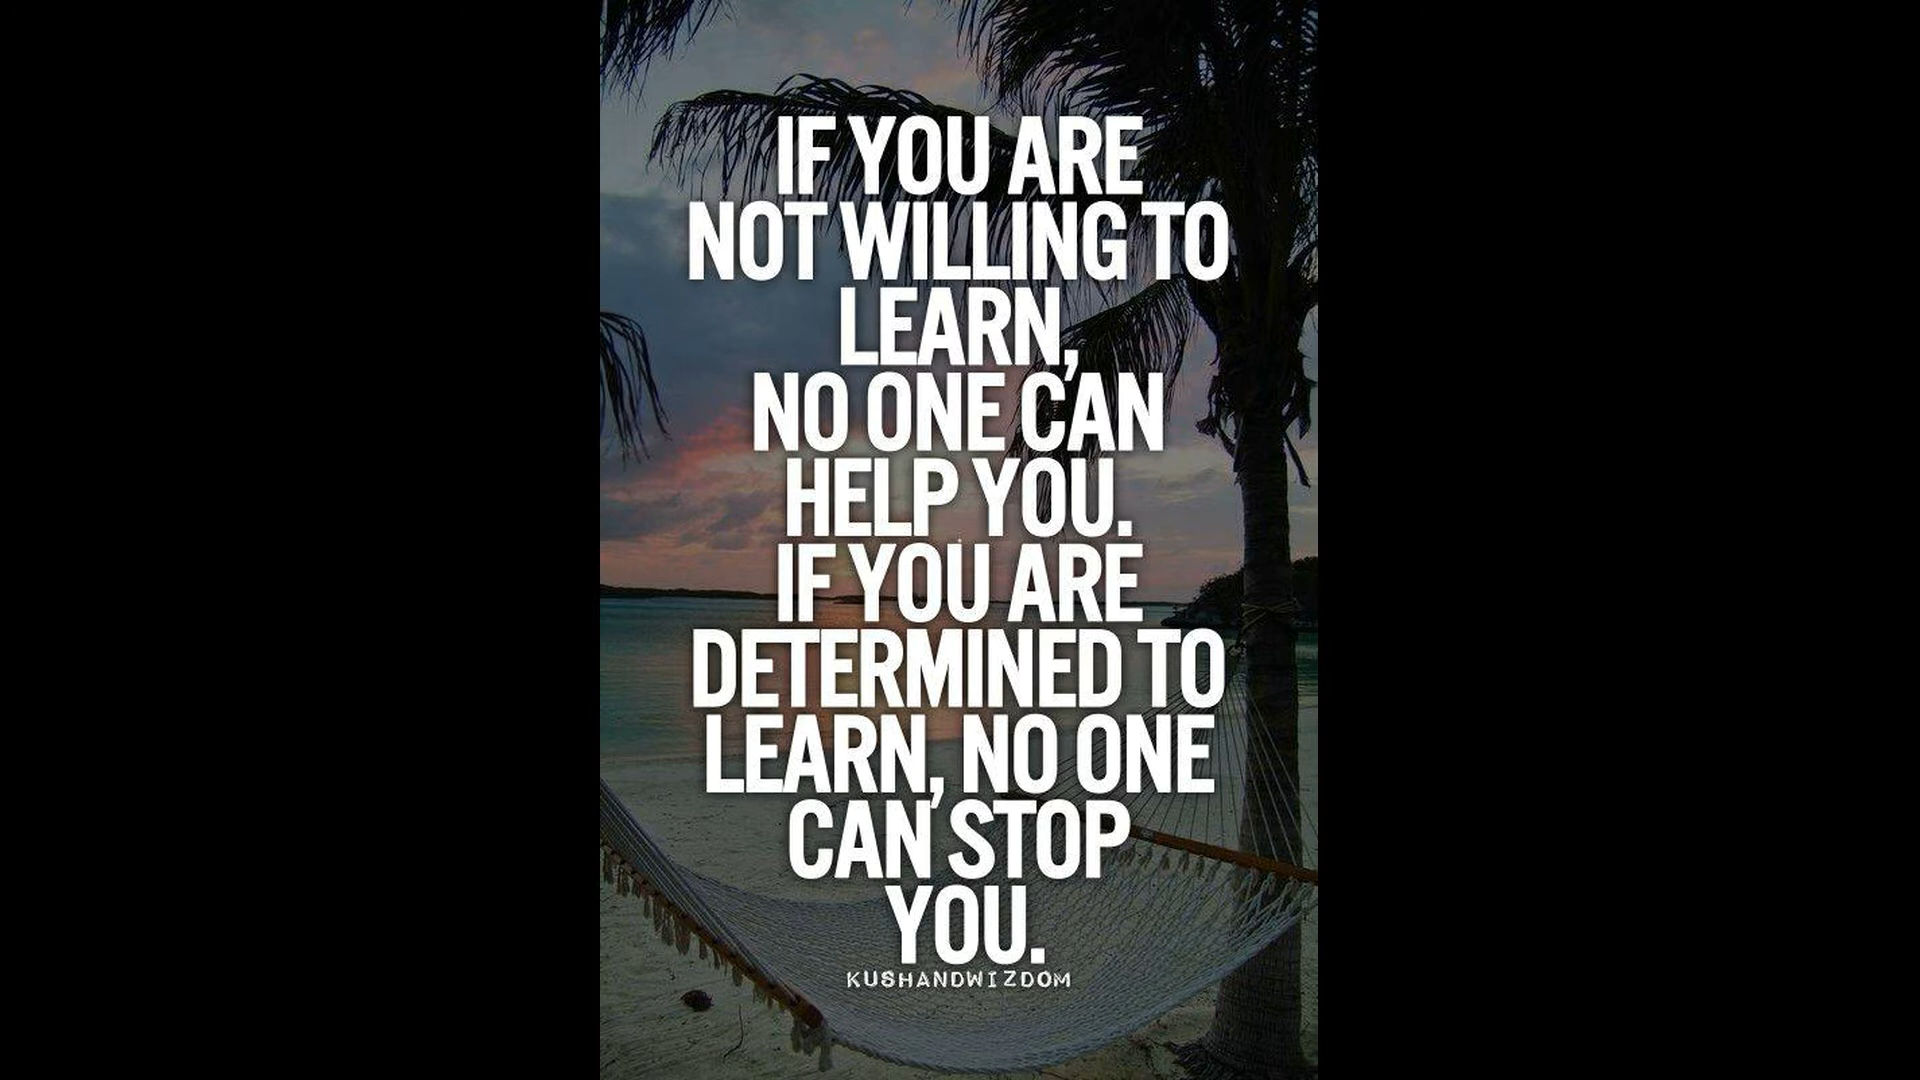 IF YOU ARE
NOT WILLING TO
LEARN,
NO ONE CAN
HELP YOU.
IF YOU ARE
DETERMINED TO
LEARN, NO ONE
CAN STOP
YOU.
KUSHANDWIZDOM